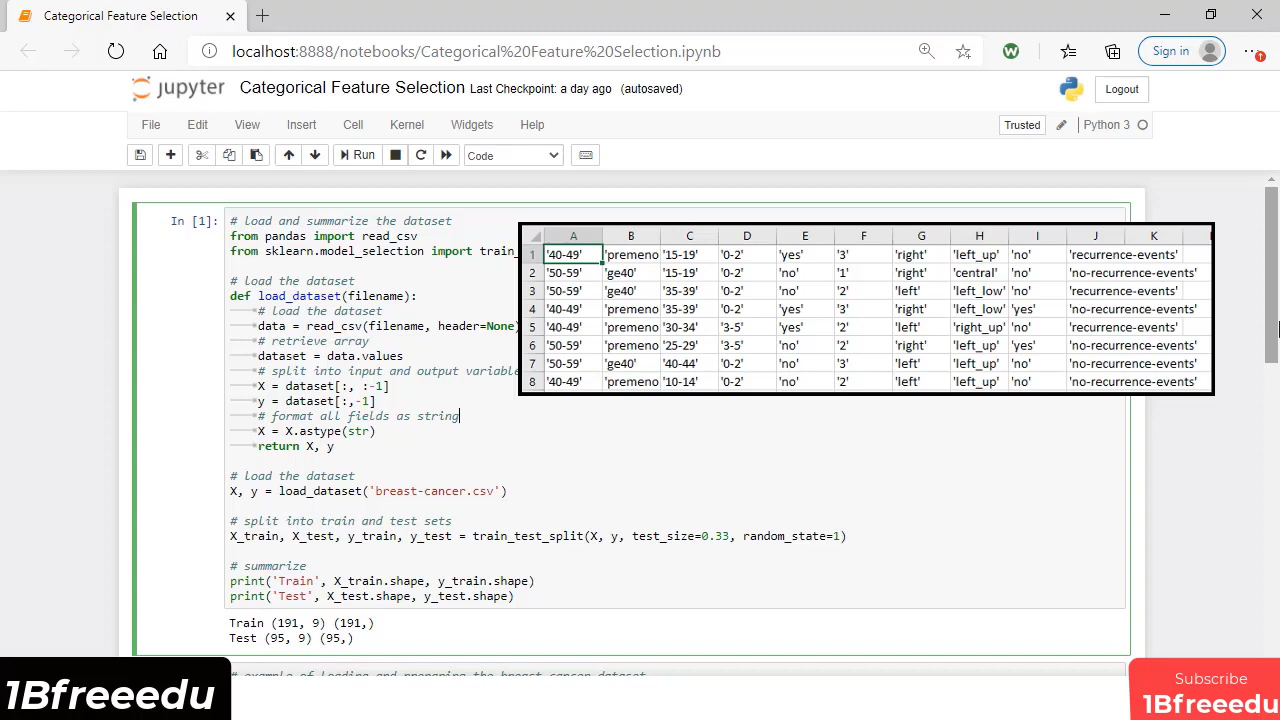 Categorical Feature Selection
localhost:8888/notebooks/Categorical%20Feature%20Selection.ipynb
Sign in
jupyter Categorical Feature Selection Last Checkpoint: a day ago (autosaved)
Logout
File Edit View Insert Cell Kernel Widgets Help
Trusted
Python 3
Run
Code
In [1]:
# load and summarize the dataset
from pandas import read_csv
from sklearn.model_selection import train_
# load the dataset
def load_dataset(filename):
# load the dataset
data = read_csv(filename, header=None)
# retrieve array
dataset = data.values
# split into input and output variable
X = dataset[:, :-1]
y = dataset[:,-1]
# format all fields as string
X = X.astype(str)
return X, y
# load the dataset
X, y = load_dataset('breast-cancer.csv')
# split into train and test sets
X_train, X_test, y_train, y_test = train_test_split(X, y, test_size=0.33, random_state=1)
# summarize
print('Train', X_train.shape, y_train.shape)
print('Test', X_test.shape, y_test.shape)
Train (191, 9) (191,)
Test (95, 9) (95,)
A B C D E F G H I J K
1 '40-49' 'premeno '15-19' '0-2' 'yes' '3' 'right' 'left_up' 'no' 'recurrence-events'
2 '50-59' 'ge40' '15-19' '0-2' 'no' '1' 'right' 'central' 'no' 'no-recurrence-events'
3 '50-59' 'ge40' '35-39' '0-2' 'no' '2' 'left' 'left_low' 'no' 'recurrence-events'
4 '40-49' 'premeno '35-39' '0-2' 'yes' '3' 'right' 'left_low' 'yes' 'no-recurrence-events'
5 '40-49' 'premeno '30-34' '3-5' 'yes' '2' 'left' 'right_up' 'no' 'recurrence-events'
6 '50-59' 'premeno '25-29' '3-5' 'no' '2' 'right' 'left_up' 'yes' 'no-recurrence-events'
7 '50-59' 'ge40' '40-44' '0-2' 'no' '3' 'left' 'left_up' 'no' 'no-recurrence-events'
8 '40-49' 'premeno '10-14' '0-2' 'no' '2' 'left' 'left_up' 'no' 'no-recurrence-events'
# example of loading and preparing the breast cancer dataset
1Bfreeedu
Subscribe
1Bfreeedu